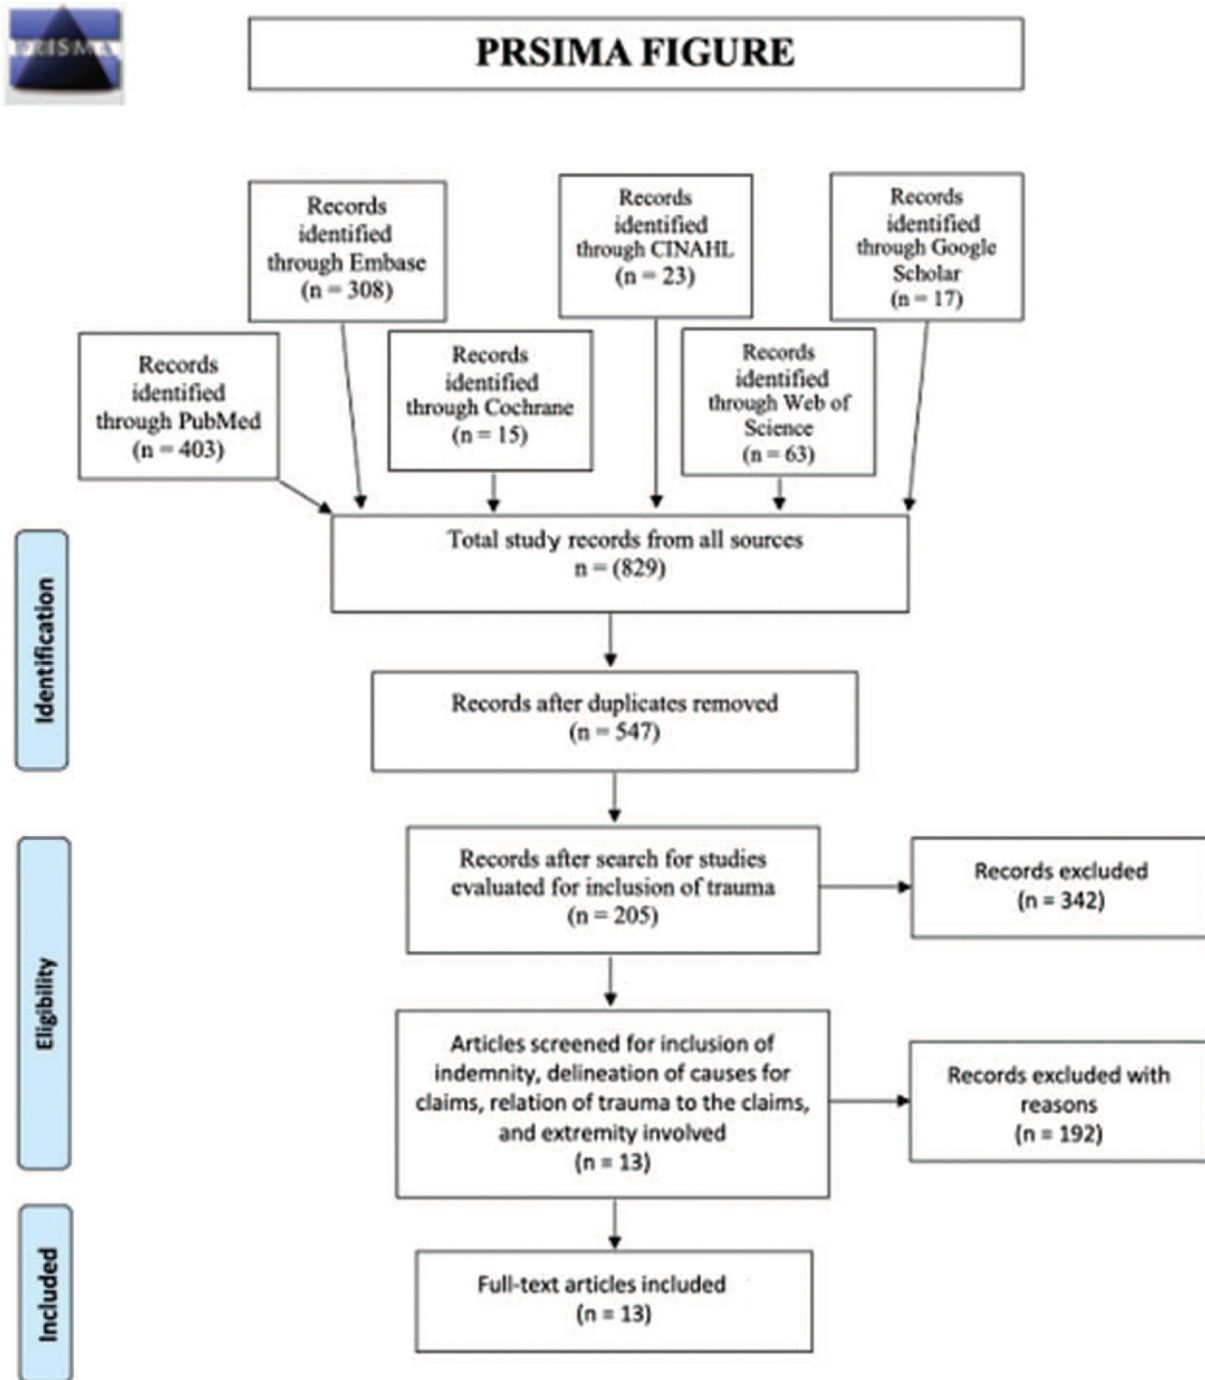 PRISMA
PRSIMA FIGURE
Records
identified
through Embase
(n = 308)
Records
identified
through CINAHL
(n = 23)
Records
identified
through Google
Scholar
(n = 17)
Records
identified
through PubMed
(n = 403)
Records
identified
through Cochrane
(n = 15)
Records
identified
through Web of
Science
(n = 63)
Total study records from all sources
n = (829)
Identification
Records after duplicates removed
(n = 547)
Records after search for studies
evaluated for inclusion of trauma
(n = 205)
Records excluded
(n = 342)
Eligibility
Articles screened for inclusion of
indemnity, delineation of causes for
claims, relation of trauma to the claims,
and extremity involved
(n = 13)
Records excluded with
reasons
(n = 192)
Included
Full-text articles included
(n = 13)